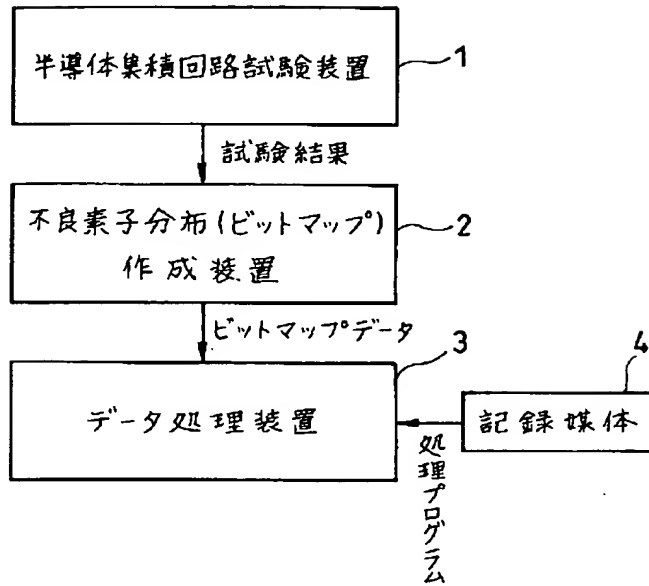 半導体集積回路試験装置
1
試験結果
不良素子分布(ビットマップ)
作成装置
2
ビットマップデータ
3
データ処理装置
4
記録媒体
処理プログラム